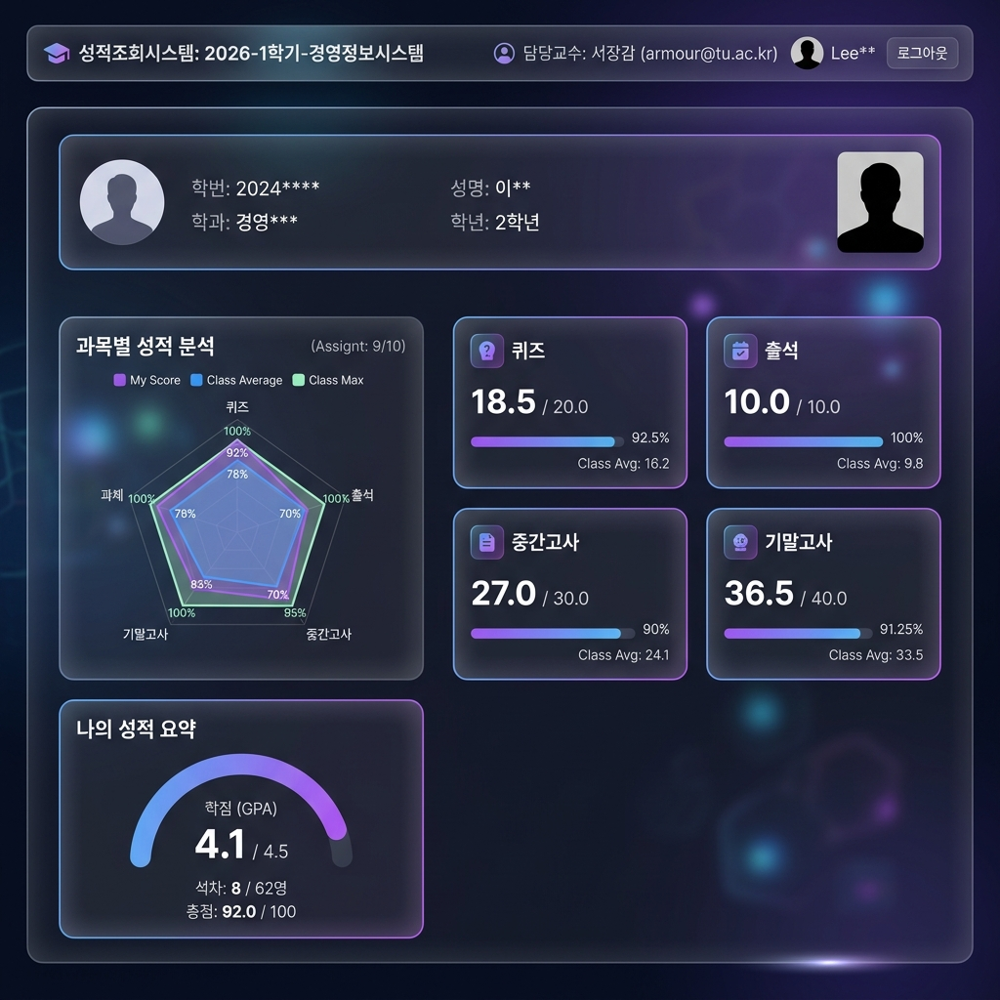 성적조회시스템: 2026-1학기-경영정보시스템
담당교수: 서장감 (armour@tu.ac.kr)
Lee**
로그아웃
학번: 2024****
성명: 이**
학과: 경영***
학년: 2학년
과목별 성적 분석
(Assignt: 9/10)
My Score
Class Average
Class Max
퀴즈
100%
92%
78%
과체
100%
78%
70%
100%
출석
83%
70%
100%
95%
기말고사
중간고사
퀴즈
18.5 / 20.0
92.5%
Class Avg: 16.2
출석
10.0 / 10.0
100%
Class Avg: 9.8
중간고사
27.0 / 30.0
90%
Class Avg: 24.1
기말고사
36.5 / 40.0
91.25%
Class Avg: 33.5
나의 성적 요약
학짐 (GPA)
4.1 / 4.5
석차: 8 / 62명
총점: 92.0 / 100